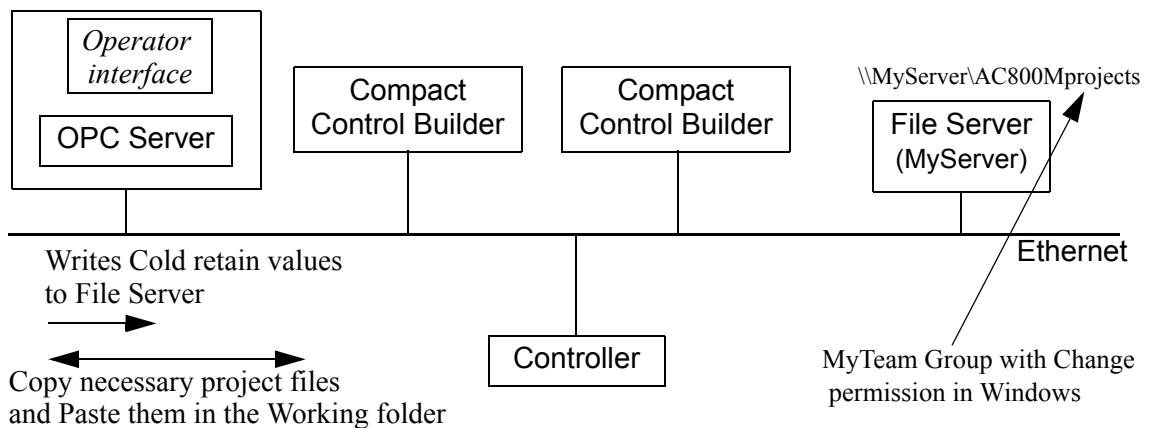 Operator
interface
OPC Server
Compact
Control Builder
Compact
Control Builder
\\MyServer\AC800Mprojects
File Server
(MyServer)
Ethernet
Writes Cold retain values
to File Server
Controller
Copy necessary project files
and Paste them in the Working folder
MyTeam Group with Change
permission in Windows